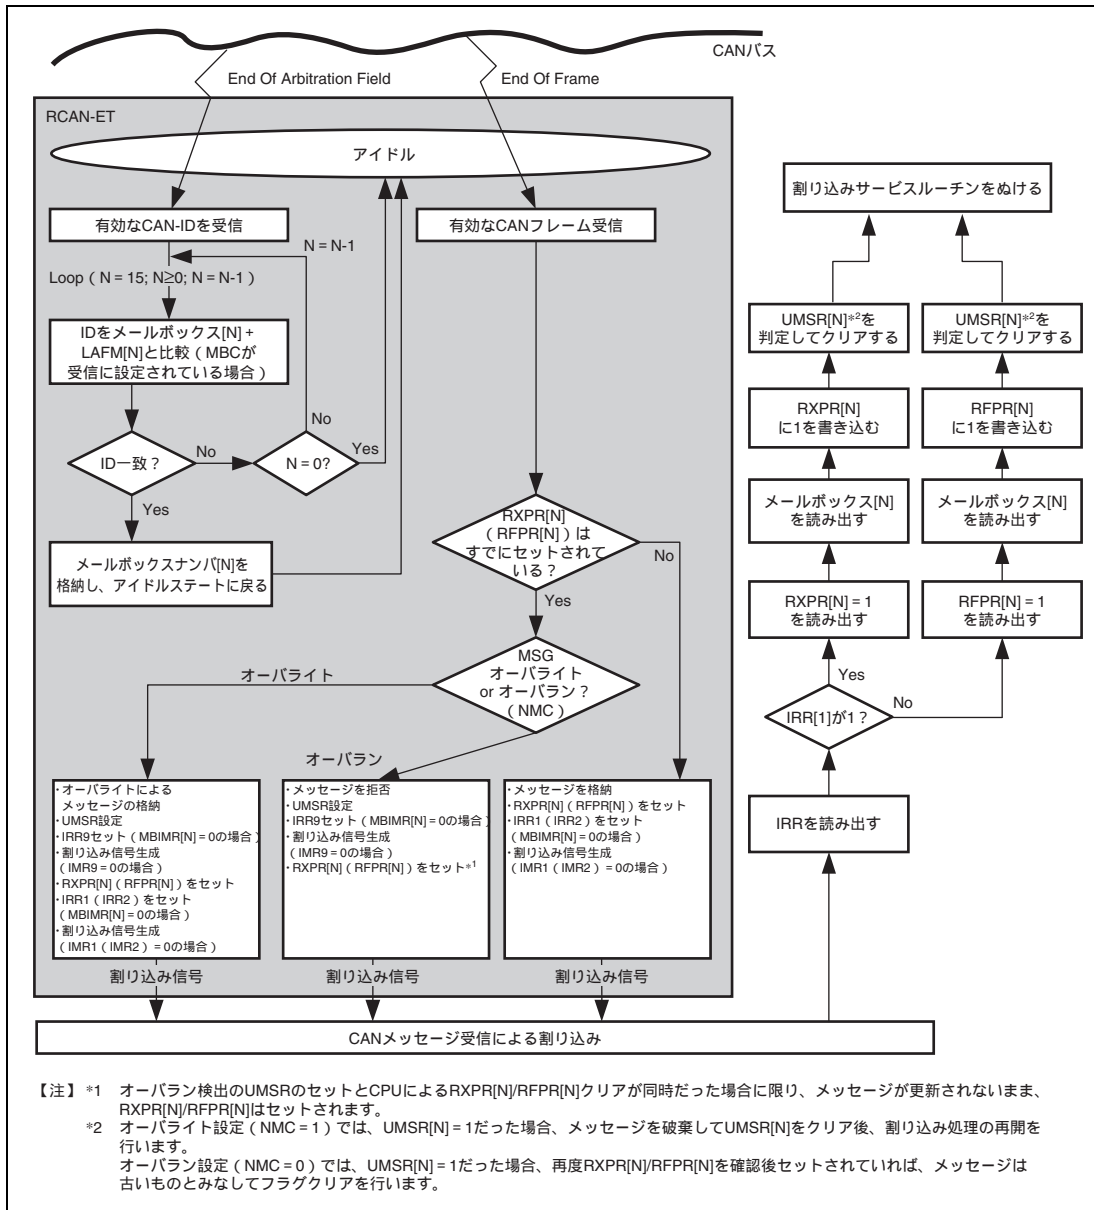 CANバス
End Of Arbitration Field
End Of Frame
RCAN-ET
アイドル
有効なCAN-IDを受信
有効なCANフレーム受信
N = N-1
Loop（N = 15; N≥0; N = N-1）
IDをメールボックス[N] +
LAFM[N]と比較（MBCが
受信に設定されている場合）
No
ID一致？
No
N = 0?
Yes
Yes
メールボックスナンバ[N]を
格納し、アイドルステートに戻る
RXPR[N]
（RFPR[N]）は
すでにセットされて
いる？
No
Yes
MSG
オーバライト
or オーバラン？
（NMC）
オーバライト
オーバラン
・オーバライトによる
メッセージの格納
・UMSR設定
・IRR9セット（MBIMR[N] = 0の場合）
・割り込み信号生成
（IMR9 = 0の場合）
・RXPR[N]（RFPR[N]）をセット
・IRR1（IRR2）をセット
（MBIMR[N] = 0の場合）
・割り込み信号生成
（IMR1（IMR2）= 0の場合）
・メッセージを拒否
・UMSR設定
・IRR9セット（MBIMR[N] = 0の場合）
・割り込み信号生成
（IMR9 = 0の場合）
・RXPR[N]（RFPR[N]）をセット*1
・メッセージを格納
・RXPR[N]（RFPR[N]）をセット
・IRR1（IRR2）をセット
（MBIMR[N] = 0の場合）
・割り込み信号生成
（IMR1（IMR2）= 0の場合）
割り込み信号
割り込み信号
割り込み信号
CANメッセージ受信による割り込み
割り込みサービスルーチンをぬける
UMSR[N]*2を
判定してクリアする
UMSR[N]*2を
判定してクリアする
RXPR[N]
に1を書き込む
RFPR[N]
に1を書き込む
メールボックス[N]
を読み出す
メールボックス[N]
を読み出す
RXPR[N] = 1
を読み出す
RFPR[N] = 1
を読み出す
Yes
No
IRR[1]が1？
IRRを読み出す
【注】 *1 オーバラン検出のUMSRのセットとCPUによるRXPR[N]/RFPR[N]クリアが同時だった場合に限り、メッセージが更新されないまま、
RXPR[N]/RFPR[N]はセットされます。
*2 オーバライト設定（NMC = 1）では、UMSR[N] = 1だった場合、メッセージを破棄してUMSR[N]をクリア後、割り込み処理の再開を
行います。
オーバラン設定（NMC = 0）では、UMSR[N] = 1だった場合、再度RXPR[N]/RFPR[N]を確認後セットされていれば、メッセージは
古いものとみなしてフラグクリアを行います。